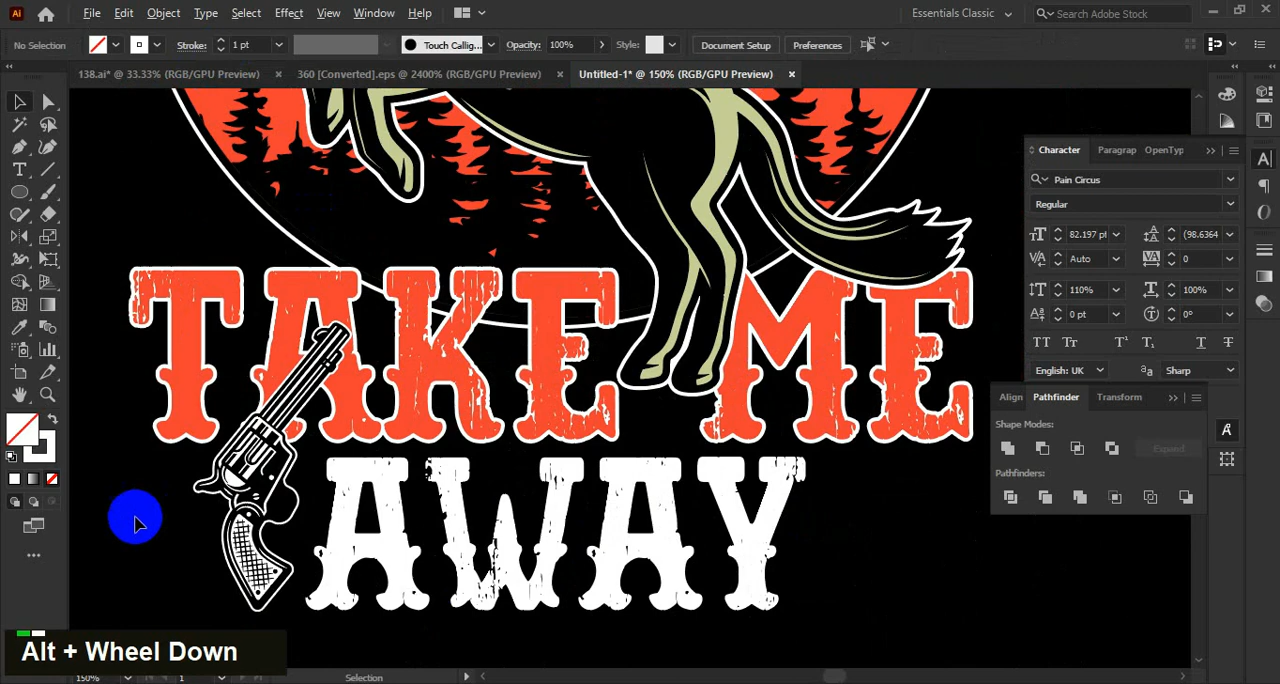 Ai File Edit Object Type Select Effect View Window Help Essentials Classic Search Adobe Stock
No Selection Stroke: 1 pt Touch Callig... Opacity: 100% Style: Document Setup Preferences
138.ai* @ 33.33% (RGB/GPU Preview) × 360 [Converted].eps @ 2400% (RGB/GPU Preview) × Untitled-1* @ 150% (RGB/GPU Preview) ×
Character Paragrap OpenTyp
Pain Circus
Regular
82.197 pt (98.6364
Auto 0
110% 100%
0 pt 0°
English: UK Sharp
Align Pathfinder Transform
Shape Modes:
Expand
Pathfinders:
TAKE ME
AWAY
Alt + Wheel Down
150% 1 Selection